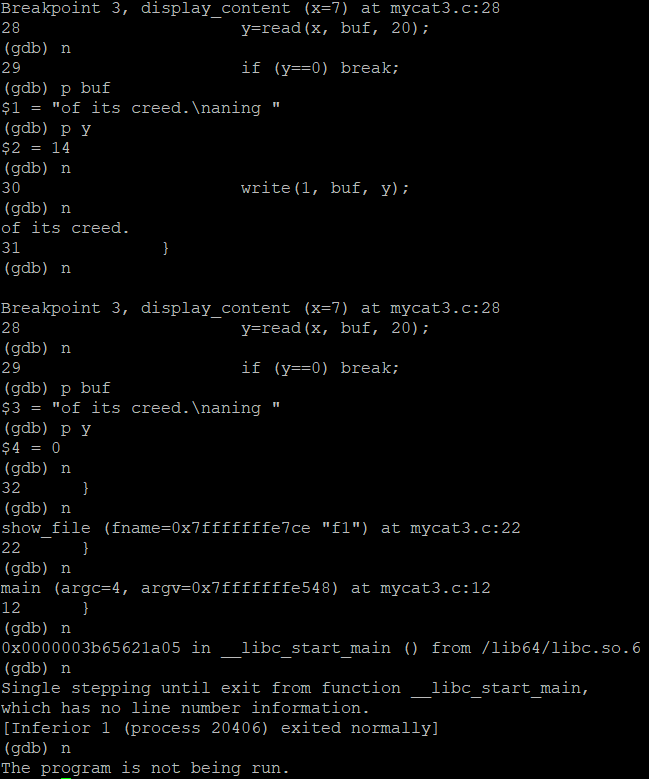 Breakpoint 3, display_content (x=7) at mycat3.c:28
28                      y=read(x, buf, 20);
(gdb) n
29                      if (y==0) break;
(gdb) p buf
$1 = "of its creed.\naning "
(gdb) p y
$2 = 14
(gdb) n
30                      write(1, buf, y);
(gdb) n
of its creed.
31              }
(gdb) n

Breakpoint 3, display_content (x=7) at mycat3.c:28
28                      y=read(x, buf, 20);
(gdb) n
29                      if (y==0) break;
(gdb) p buf
$3 = "of its creed.\naning "
(gdb) p y
$4 = 0
(gdb) n
32      }
(gdb) n
show_file (fname=0x7fffffffe7ce "f1") at mycat3.c:22
22      }
(gdb) n
main (argc=4, argv=0x7fffffffe548) at mycat3.c:12
12      }
(gdb) n
0x0000003b65621a05 in __libc_start_main () from /lib64/libc.so.6
(gdb) n
Single stepping until exit from function __libc_start_main,
which has no line number information.
[Inferior 1 (process 20406) exited normally]
(gdb) n
The program is not being run.